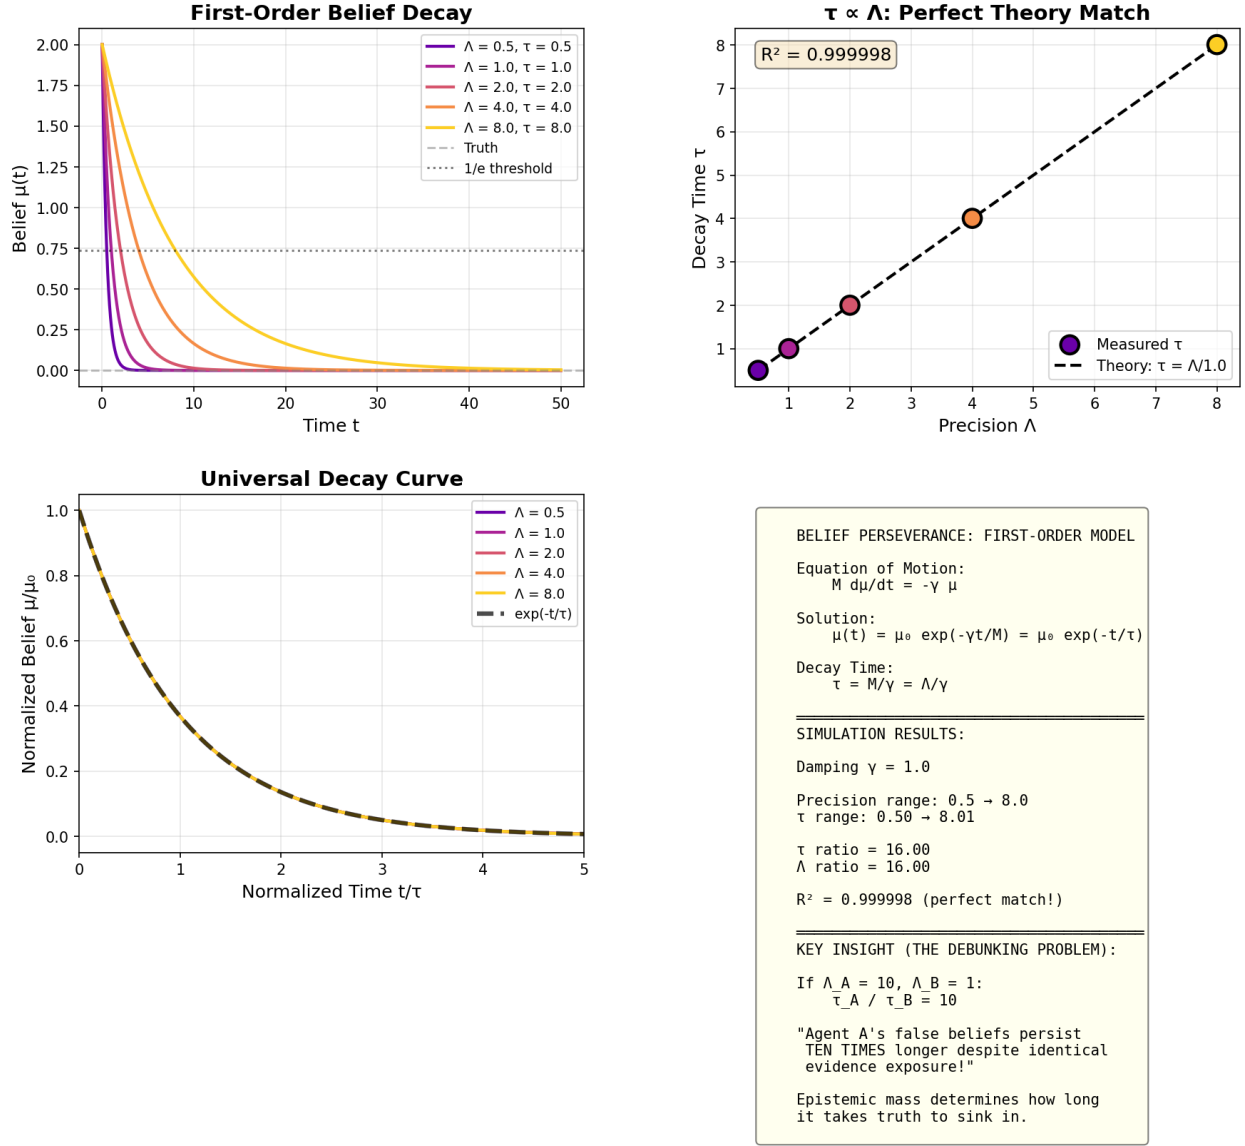 First-Order Belief Decay
Belief μ(t)
2.00
1.75
1.50
1.25
1.00
0.75
0.50
0.25
0.00
Λ = 0.5, τ = 0.5
Λ = 1.0, τ = 1.0
Λ = 2.0, τ = 2.0
Λ = 4.0, τ = 4.0
Λ = 8.0, τ = 8.0
Truth
1/e threshold
0 10 20 30 40 50
Time t
τ ∝ Λ: Perfect Theory Match
R² = 0.999998
Decay Time τ
8
7
6
5
4
3
2
1
Measured τ
Theory: τ = Λ/1.0
1 2 3 4 5 6 7 8
Precision Λ
Universal Decay Curve
Normalized Belief μ/μ₀
1.0
0.8
0.6
0.4
0.2
0.0
Λ = 0.5
Λ = 1.0
Λ = 2.0
Λ = 4.0
Λ = 8.0
exp(-t/τ)
0 1 2 3 4 5
Normalized Time t/τ
BELIEF PERSEVERANCE: FIRST-ORDER MODEL
Equation of Motion:
M dμ/dt = -γ μ
Solution:
μ(t) = μ₀ exp(-γt/M) = μ₀ exp(-t/τ)
Decay Time:
τ = M/γ = Λ/γ
SIMULATION RESULTS:
Damping γ = 1.0
Precision range: 0.5 → 8.0
τ range: 0.50 → 8.01
τ ratio = 16.00
Λ ratio = 16.00
R² = 0.999998 (perfect match!)
KEY INSIGHT (THE DEBUNKING PROBLEM):
If Λ_A = 10, Λ_B = 1:
τ_A / τ_B = 10
"Agent A's false beliefs persist
TEN TIMES longer despite identical
evidence exposure!"
Epistemic mass determines how long
it takes truth to sink in.